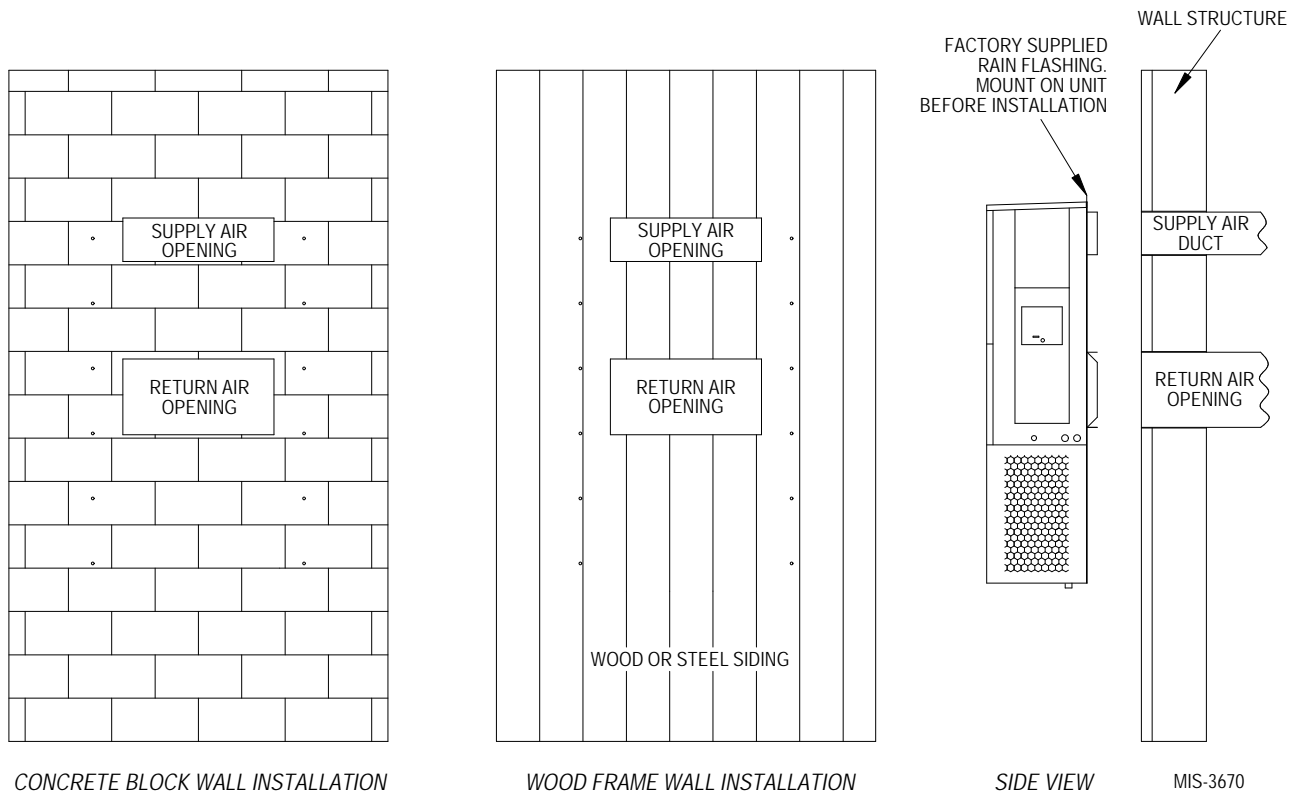 WALL STRUCTURE
FACTORY SUPPLIED
RAIN FLASHING.
MOUNT ON UNIT
BEFORE INSTALLATION
SUPPLY AIR
OPENING
SUPPLY AIR
OPENING
SUPPLY AIR
DUCT
RETURN AIR
OPENING
RETURN AIR
OPENING
RETURN AIR
OPENING
WOOD OR STEEL SIDING
CONCRETE BLOCK WALL INSTALLATION
WOOD FRAME WALL INSTALLATION
SIDE VIEW
MIS-3670